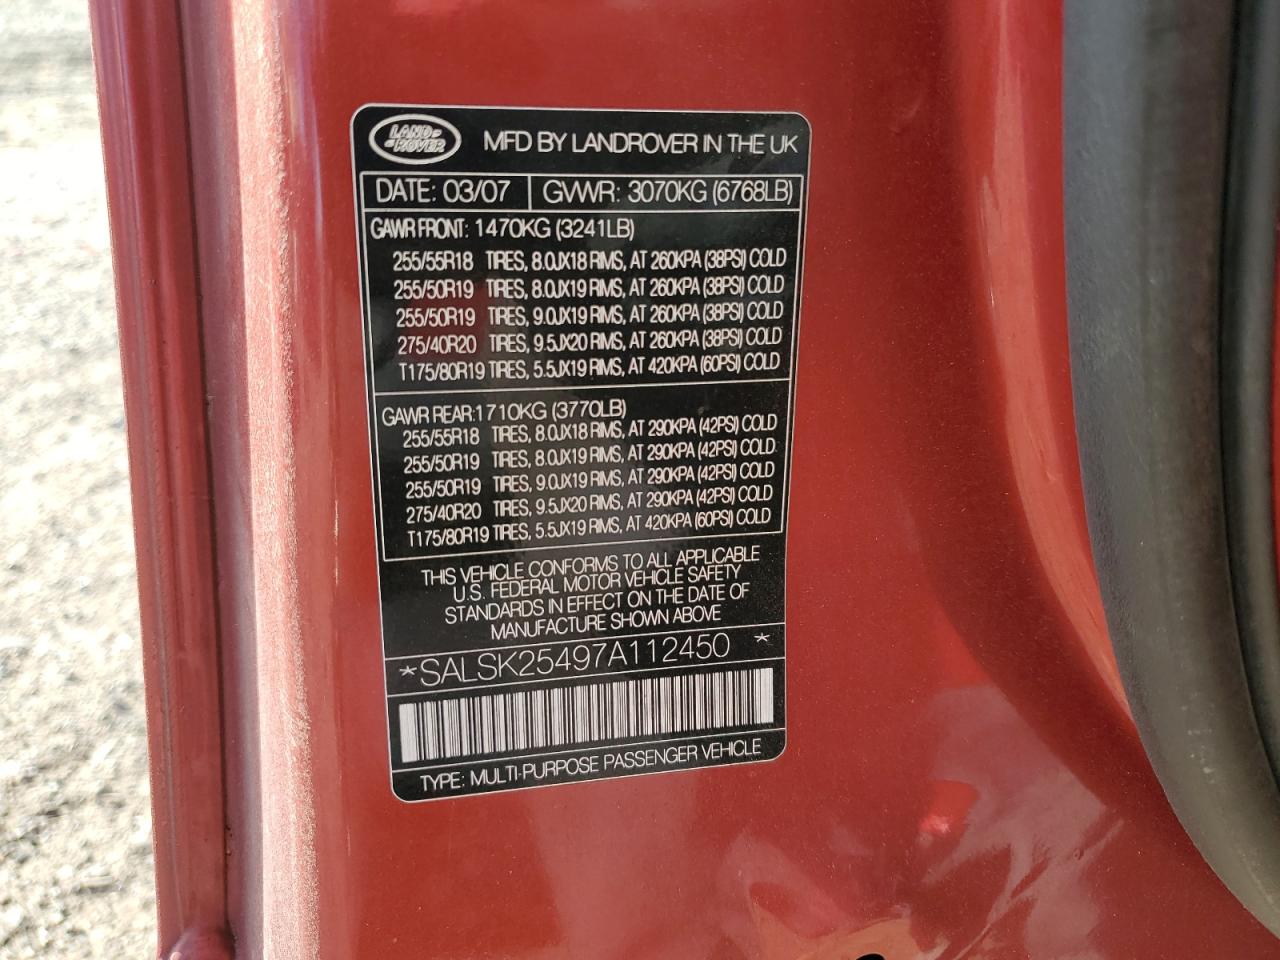 LAND-ROVER MFD BY LANDROVER IN THE UK
DATE: 03/07 GVWR: 3070KG (6768LB)
GAWR FRONT: 1470KG (3241LB)
255/55R18 TIRES, 8.0JX18 RIMS, AT 260KPA (38PSI) COLD
255/50R19 TIRES, 8.0JX19 RIMS, AT 260KPA (38PSI) COLD
255/50R19 TIRES, 9.0JX19 RIMS, AT 260KPA (38PSI) COLD
275/40R20 TIRES, 9.5JX20 RIMS, AT 260KPA (38PSI) COLD
T175/80R19 TIRES, 5.5JX19 RIMS, AT 420KPA (60PSI) COLD
GAWR REAR:1710KG (3770LB)
255/55R18 TIRES, 8.0JX18 RIMS, AT 290KPA (42PSI) COLD
255/50R19 TIRES, 8.0JX19 RIMS, AT 290KPA (42PSI) COLD
255/50R19 TIRES, 9.0JX19 RIMS, AT 290KPA (42PSI) COLD
275/40R20 TIRES, 9.5JX20 RIMS, AT 290KPA (42PSI) COLD
T175/80R19 TIRES, 5.5JX19 RIMS, AT 420KPA (60PSI) COLD
THIS VEHICLE CONFORMS TO ALL APPLICABLE
U.S. FEDERAL MOTOR VEHICLE SAFETY
STANDARDS IN EFFECT ON THE DATE OF
MANUFACTURE SHOWN ABOVE
*SALSK25497A112450 *
TYPE: MULTI-PURPOSE PASSENGER VEHICLE